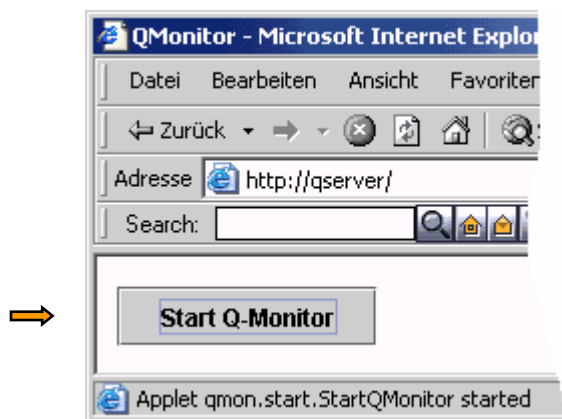 QMonitor - Microsoft Internet Explor
Datei Bearbeiten Ansicht Favoriten
Zurück
Adresse http://qserver/
Search:
Start Q-Monitor
Applet qmon.start.StartQMonitor started